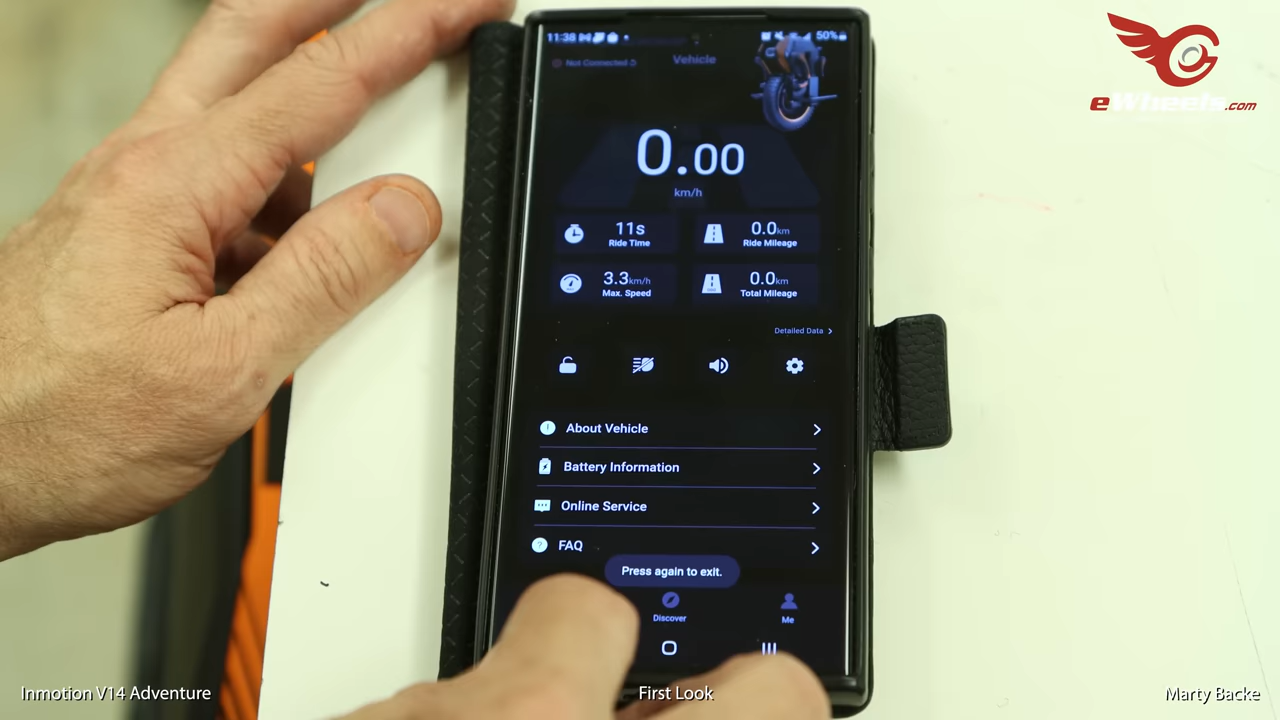 11:38
50%
Not Connected
Vehicle
eWheels.com
0.00
km/h
11s
Ride Time
0.0km
Ride Mileage
3.3km/h
Max. Speed
0.0km
Total Mileage
Detailed Data
About Vehicle
Battery Information
Online Service
FAQ
Press again to exit.
Discover
Me
Inmotion V14 Adventure
First Look
Marty Backe